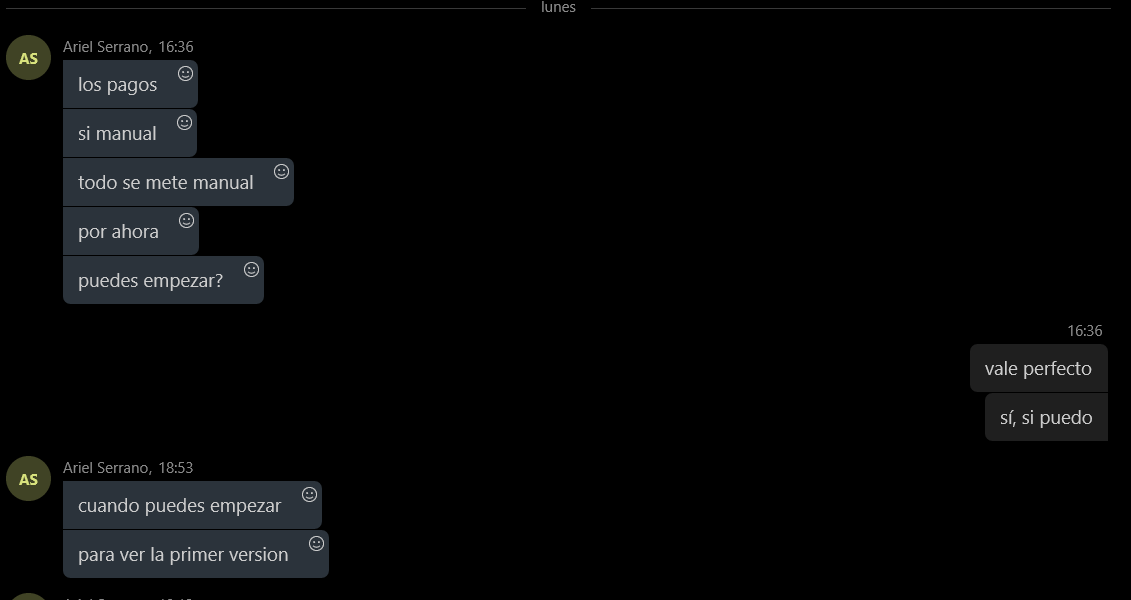 lunes
AS
Ariel Serrano, 16:36
los pagos
si manual
todo se mete manual
por ahora
puedes empezar?
16:36
vale perfecto
sí, si puedo
AS
Ariel Serrano, 18:53
cuando puedes empezar
para ver la primer version